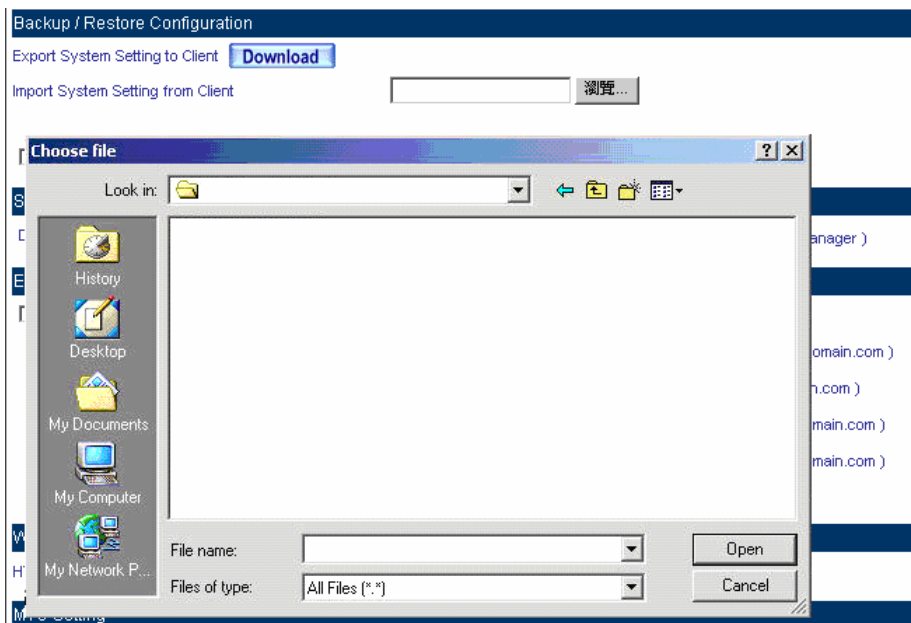 Backup / Restore Configuration
Export System Setting to Client Download
Import System Setting from Client 瀏覽...
Choose file
Look in:
anager )
History
Desktop
omain.com )
n.com )
My Documents
main.com )
main.com )
My Computer
My Network P...
File name: Open
Files of type: All Files (*.*) Cancel